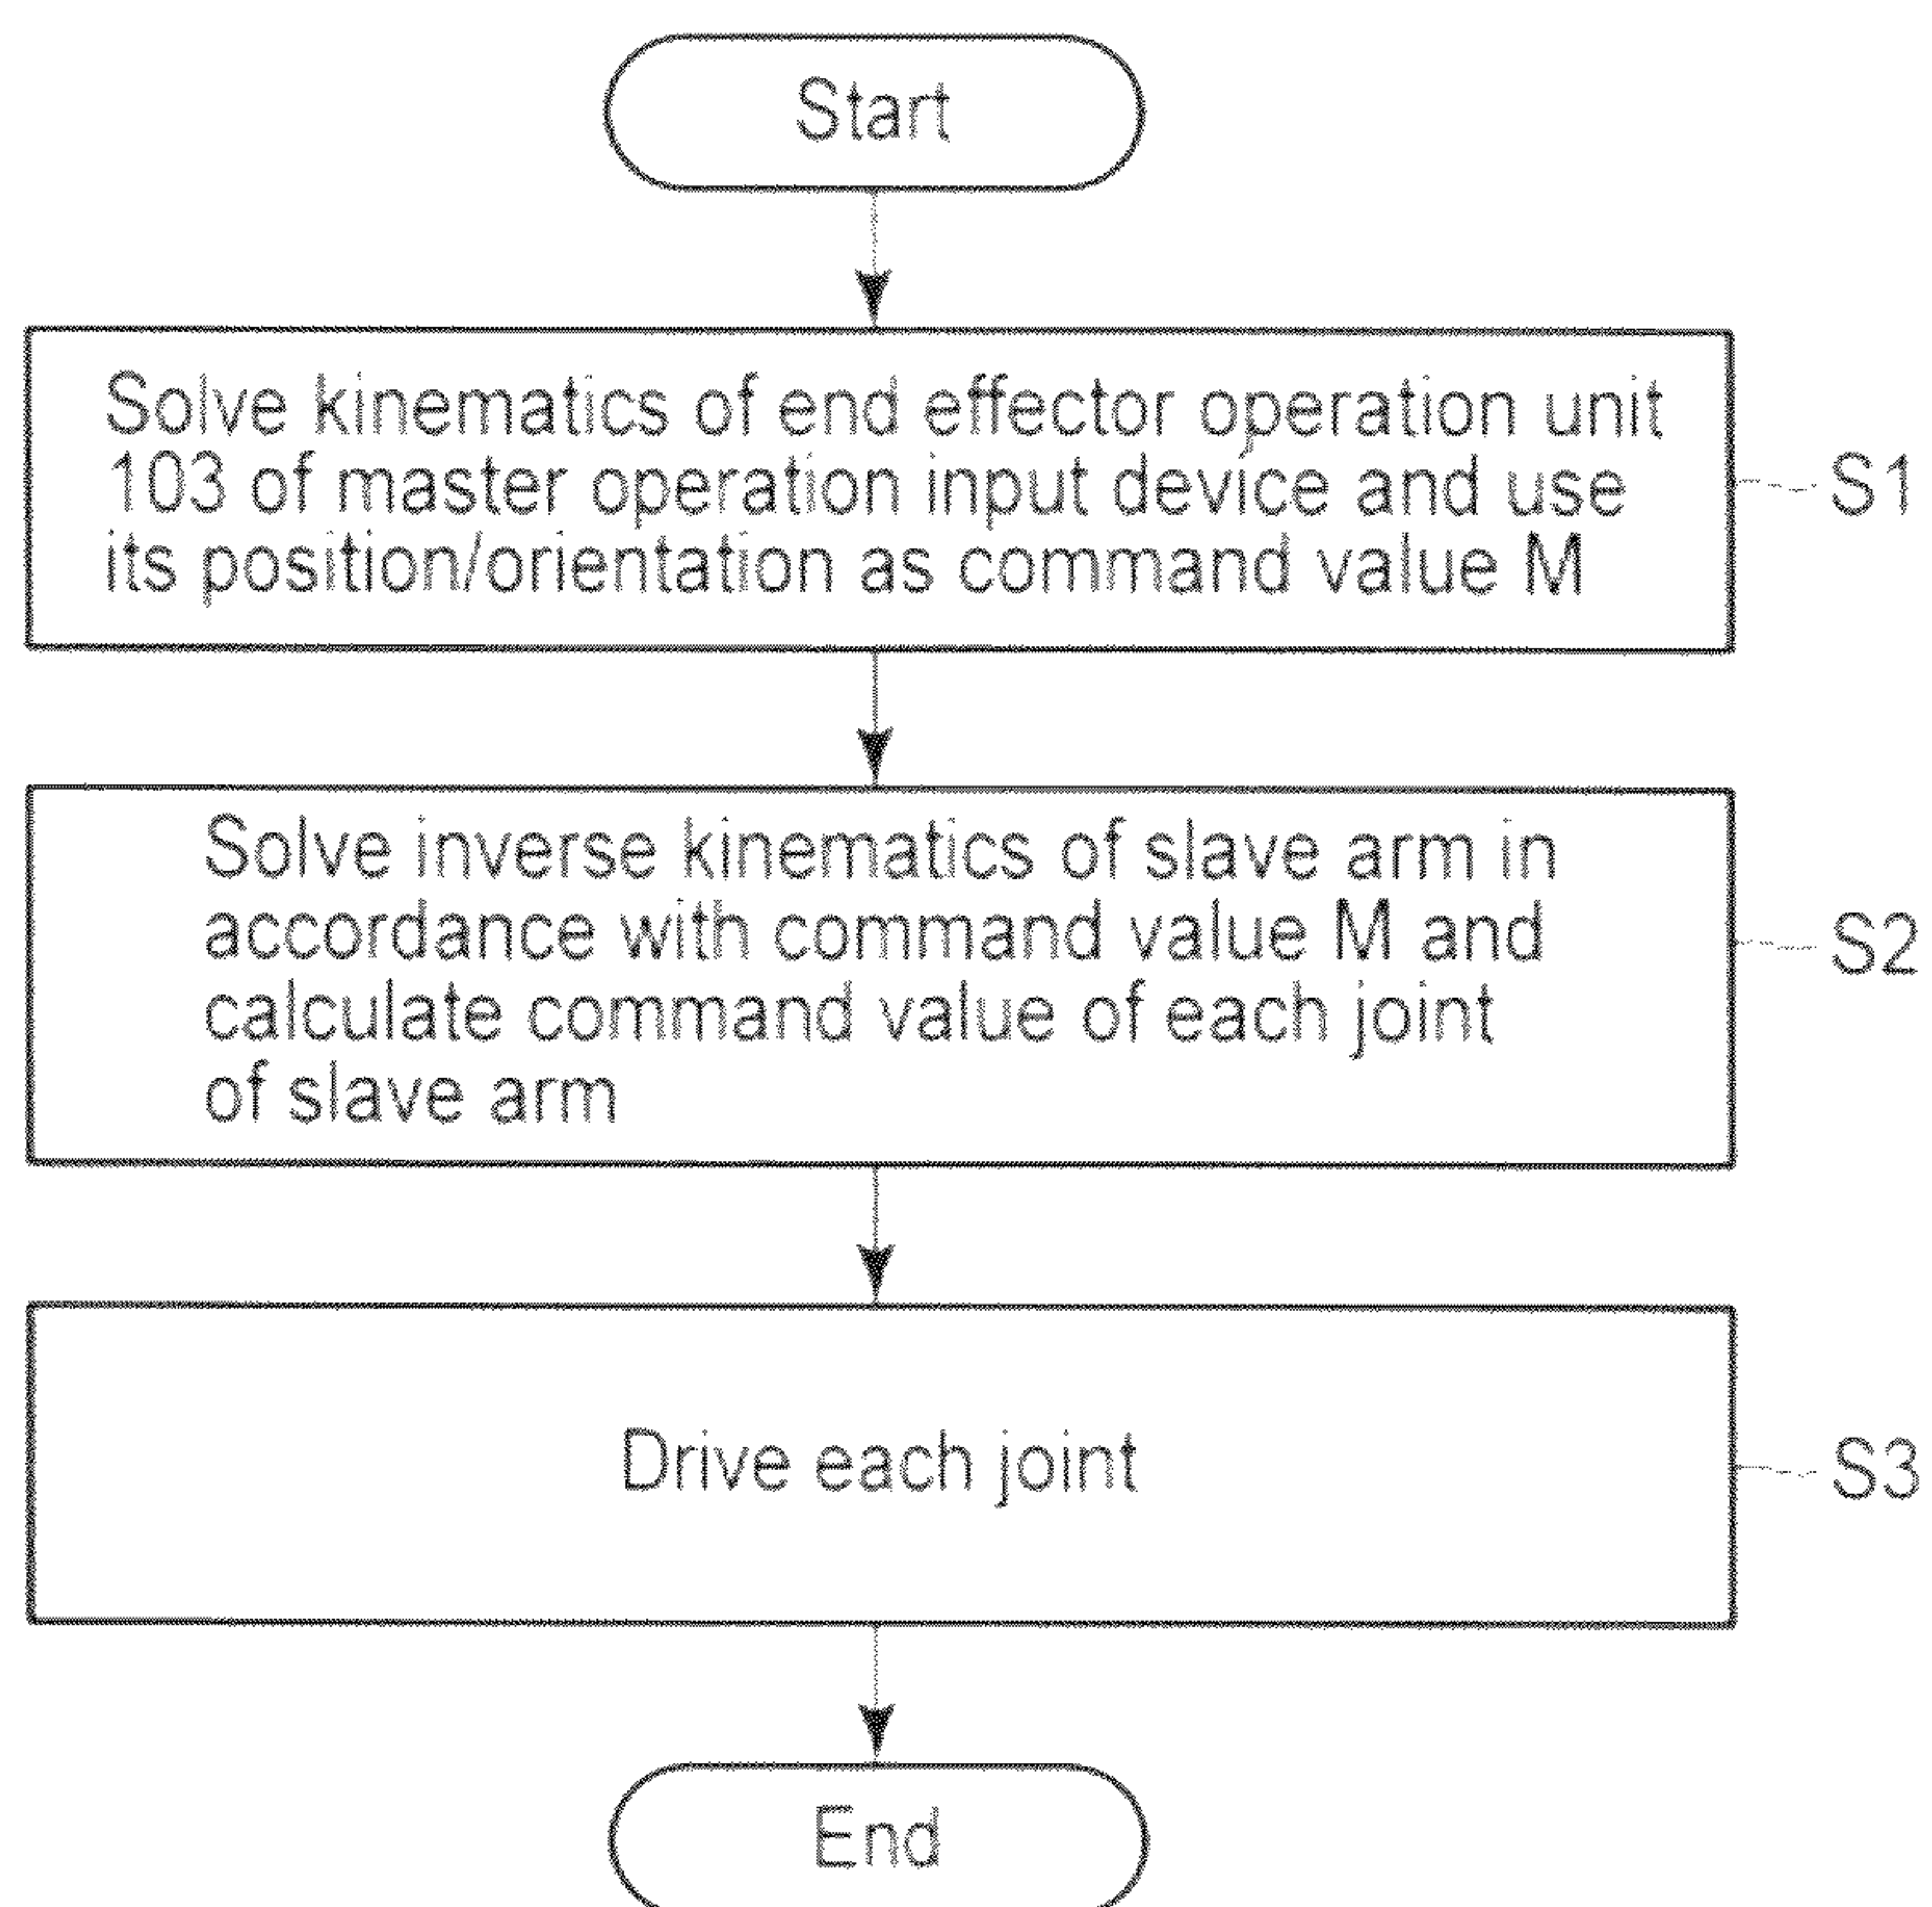 Start
Solve kinematics of end effector operation unit
103 of master operation input device and use
its position/orientation as command value M
S1
Solve inverse kinematics of slave arm in
accordance with command value M and
calculate command value of each joint
of slave arm
S2
Drive each joint
S3
End